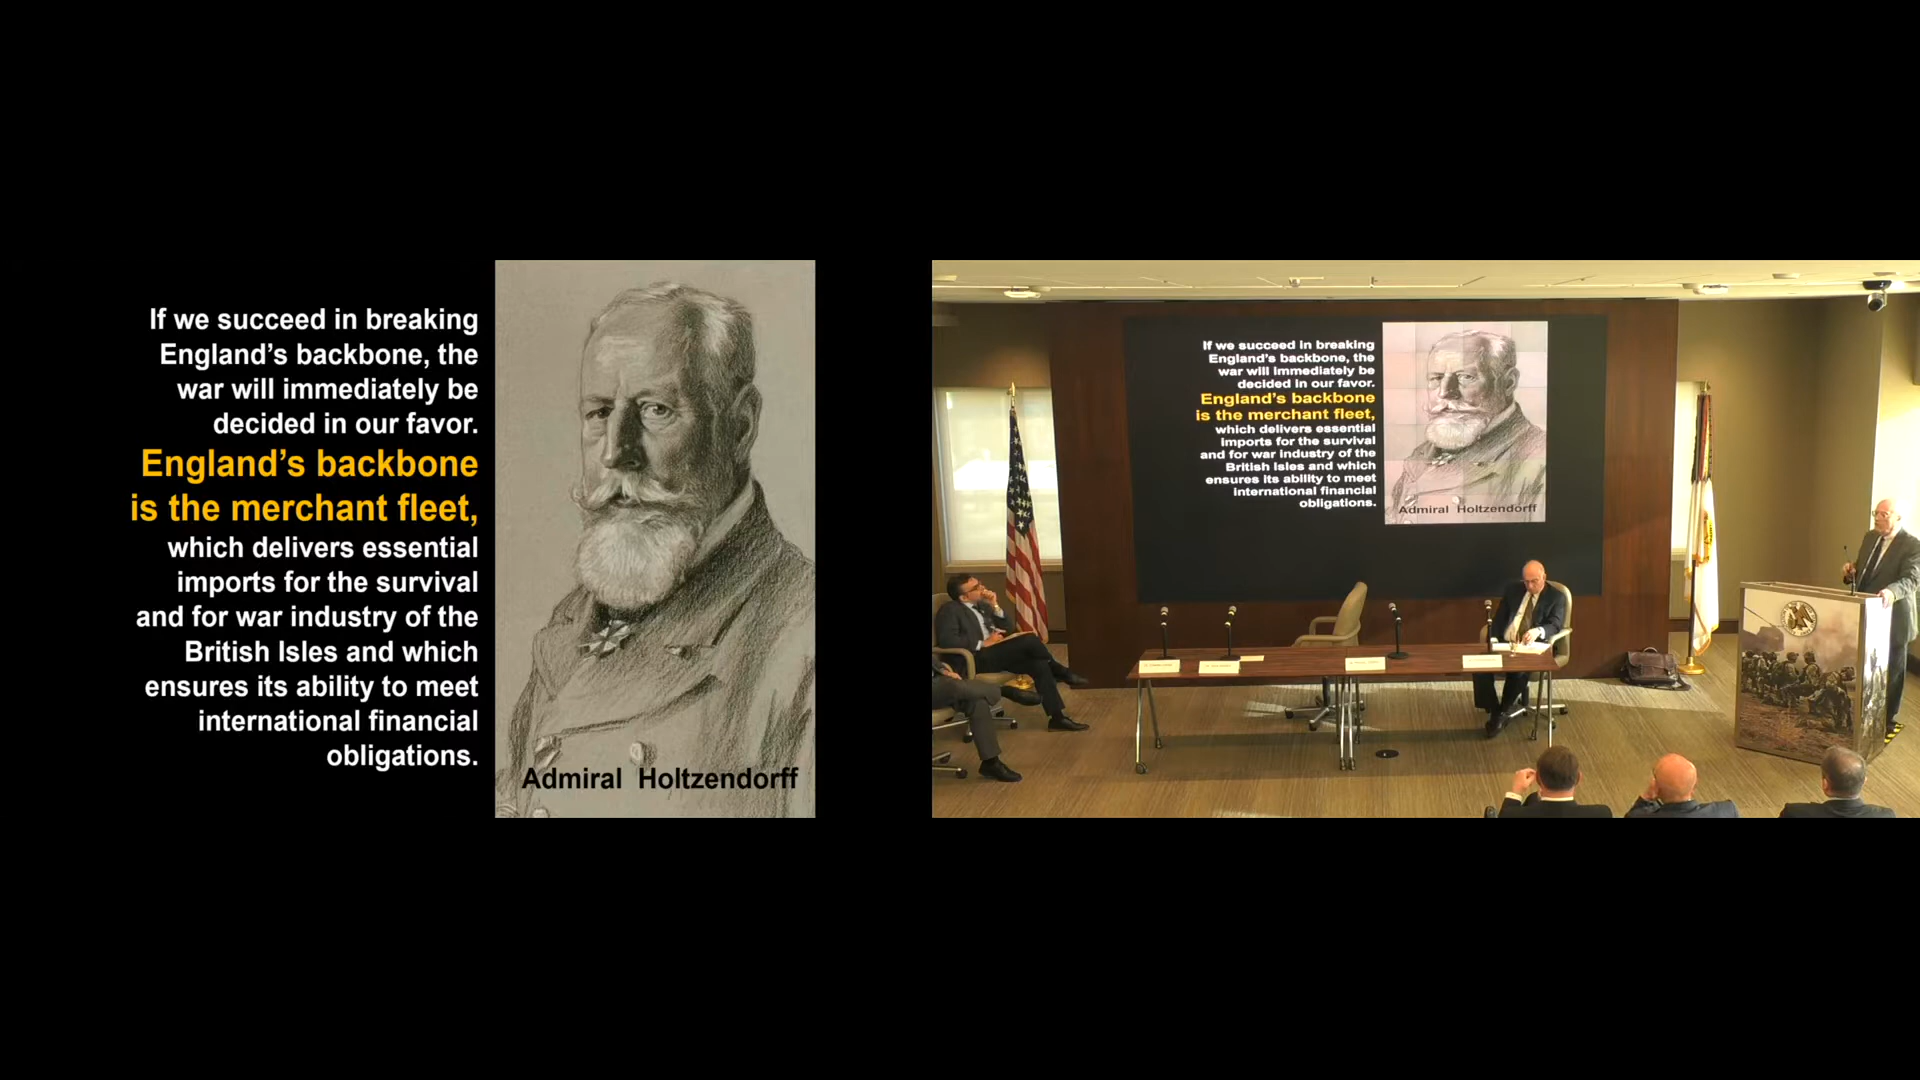 If we succeed in breaking
England's backbone, the
war will immediately be
decided in our favor.
England's backbone
is the merchant fleet,
which delivers essential
imports for the survival
and for war industry of the
British Isles and which
ensures its ability to meet
international financial
obligations.
Admiral Holtzendorff
If we succeed in breaking
England's backbone, the
war will immediately be
decided in our favor.
England's backbone
is the merchant fleet,
which delivers essential
imports for the survival
and for war industry of the
British Isles and which
ensures its ability to meet
international financial
obligations.
Admiral Holtzendorff